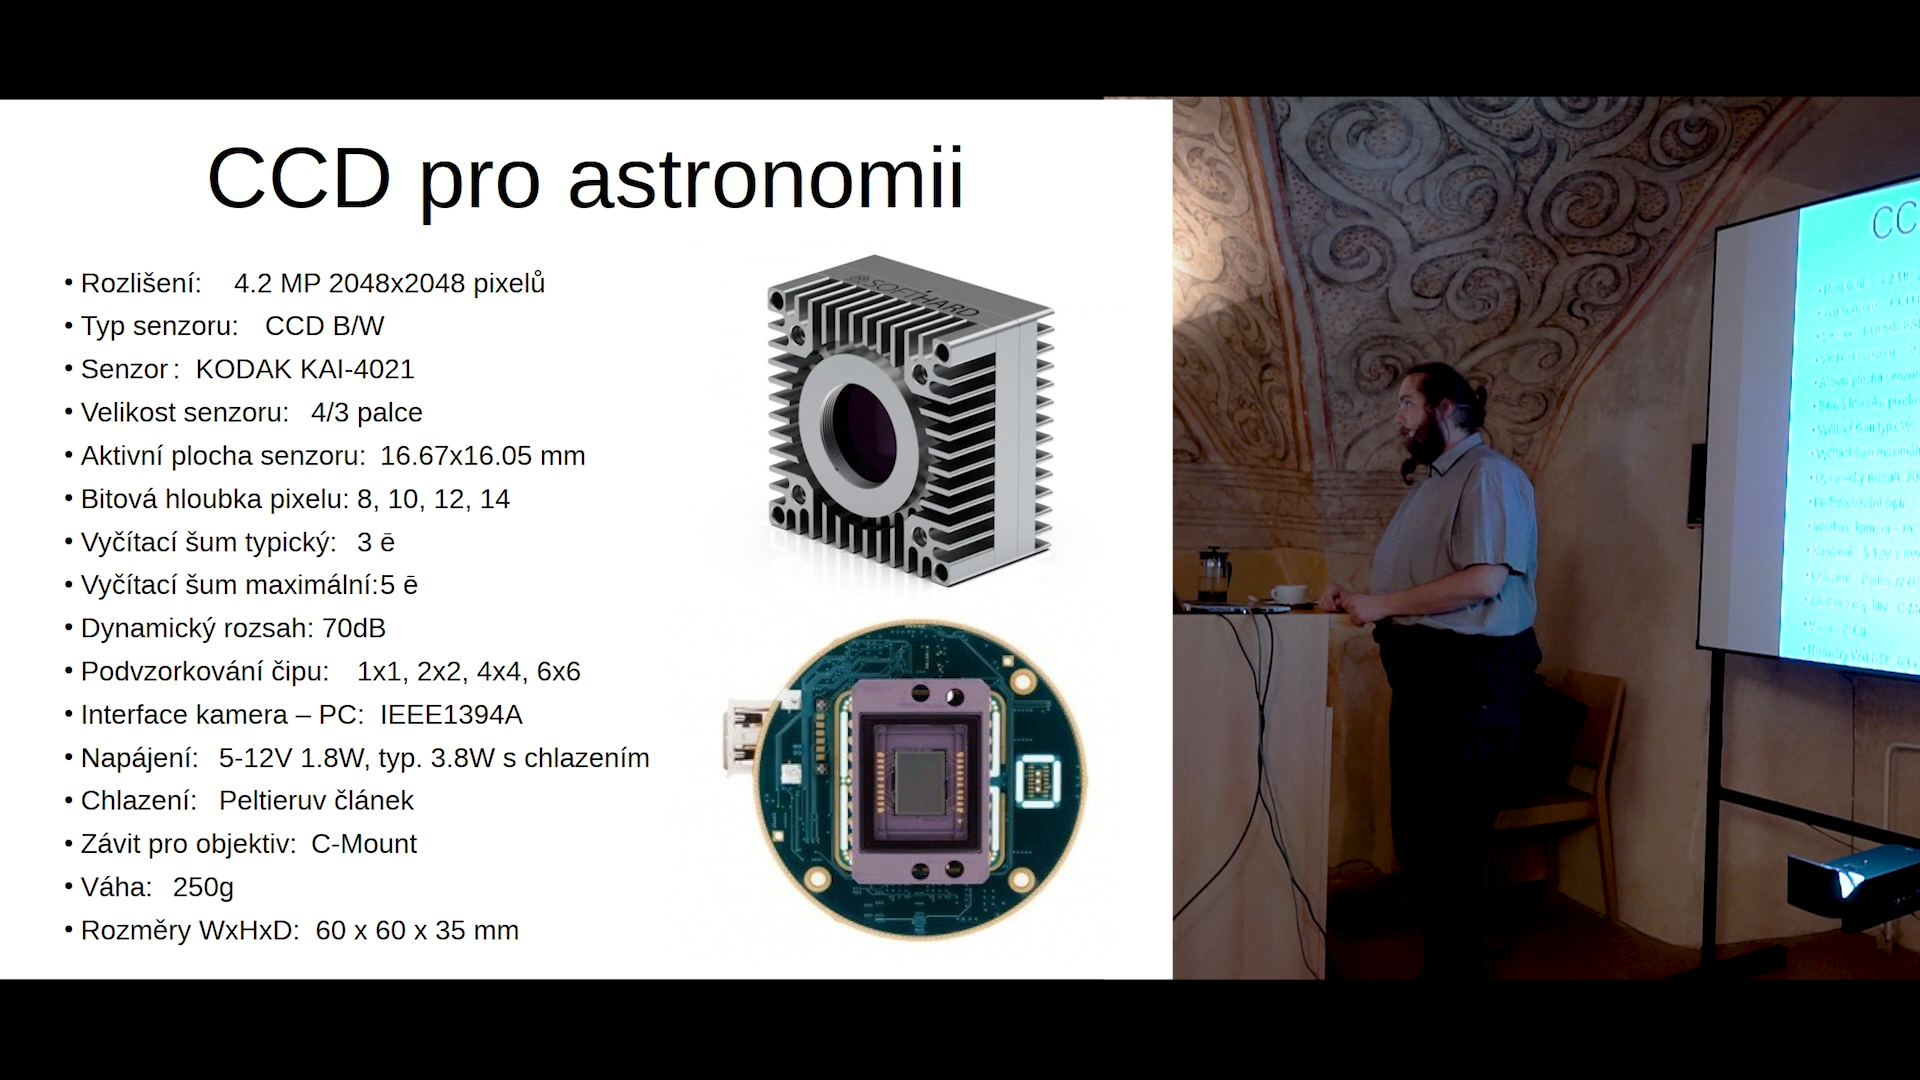 CCD pro astronomii
• Rozlišení: 4.2 MP 2048x2048 pixelů
• Typ senzoru: CCD B/W
• Senzor : KODAK KAI-4021
• Velikost senzoru: 4/3 palce
• Aktivní plocha senzoru: 16.67x16.05 mm
• Bitová hloubka pixelu: 8, 10, 12, 14
• Vyčítací šum typický: 3 ē
• Vyčítací šum maximální:5 ē
• Dynamický rozsah: 70dB
• Podvzorkování čipu: 1x1, 2x2, 4x4, 6x6
• Interface kamera – PC: IEEE1394A
• Napájení: 5-12V 1.8W, typ. 3.8W s chlazením
• Chlazení: Peltieruv článek
• Závit pro objektiv: C-Mount
• Váha: 250g
• Rozměry WxHxD: 60 x 60 x 35 mm
SOFTHARD
CC